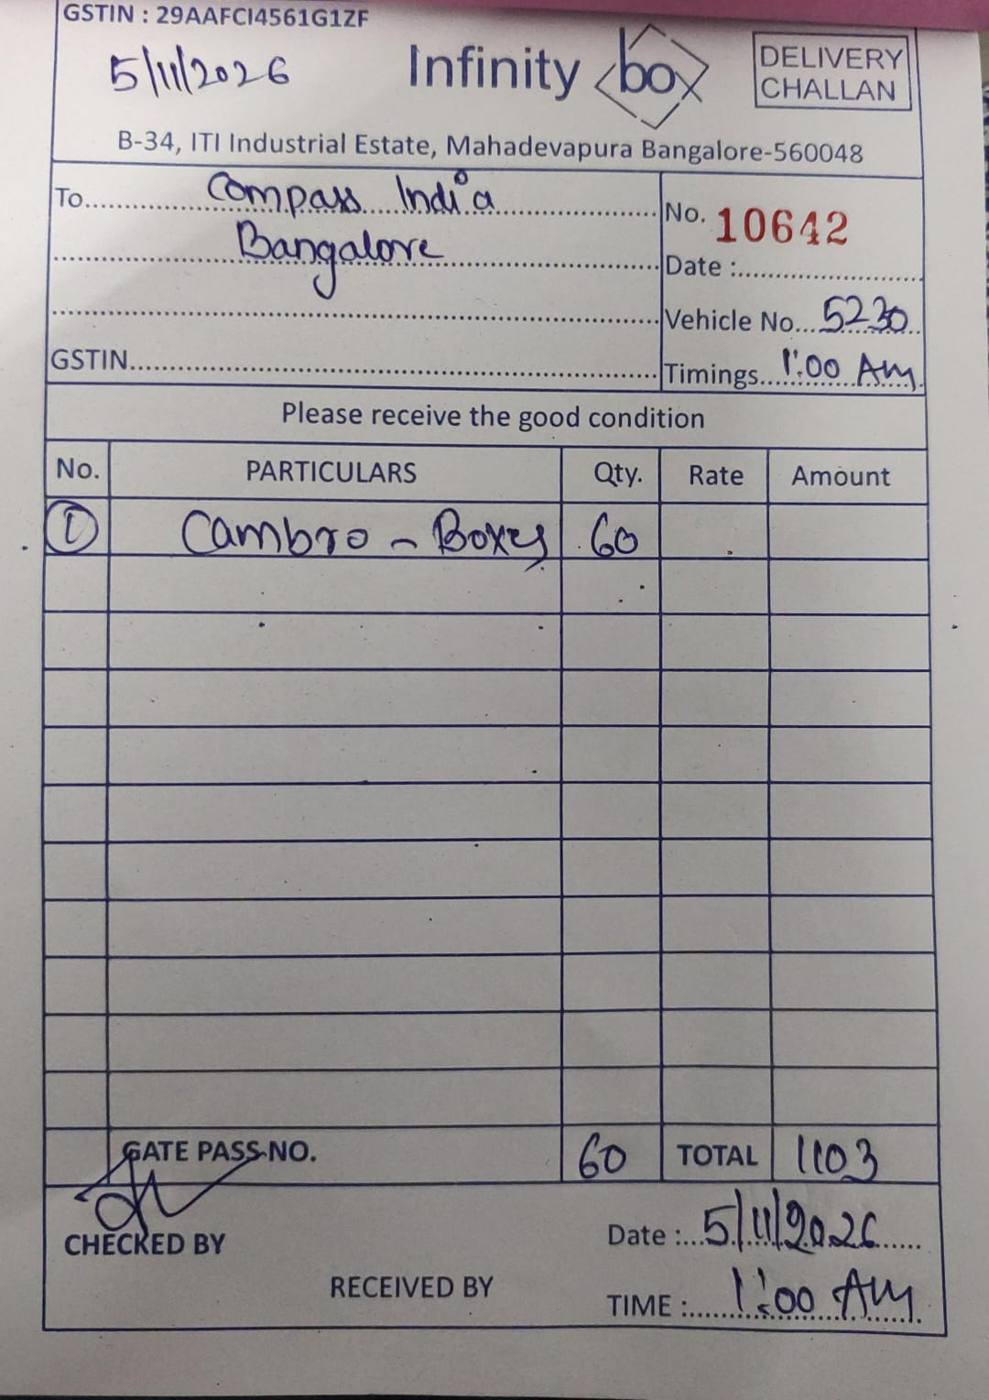 GSTIN : 29AAFCI4561G1ZF
5/11/2026
Infinity box
DELIVERY
CHALLAN
B-34, ITI Industrial Estate, Mahadevapura Bangalore-560048
To Compass India
Bangalore
GSTIN
No. 10642
Date :
Vehicle No. 5230
Timings 1:00 Am
Please receive the good condition
No. PARTICULARS Qty. Rate Amount
1 Cambro - Boxes 60
GATE PASS NO. 60 TOTAL 1103
CHECKED BY
Date : 5/11/2026
RECEIVED BY
TIME : 1:00 Am